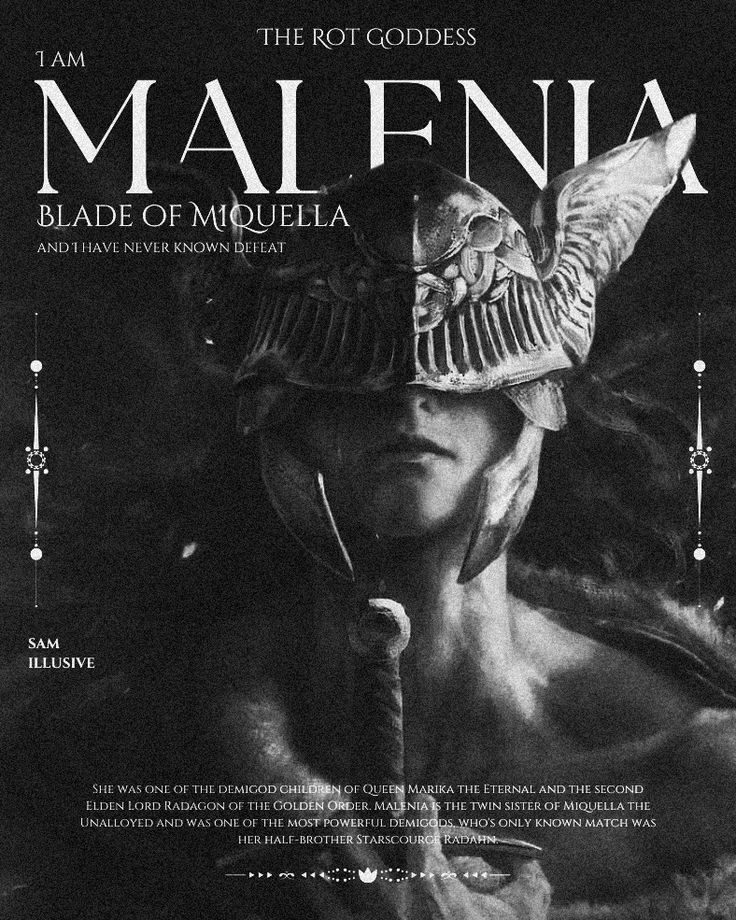 The Rot Goddess
I am
MALENIA
Blade of Miquella
and I have never known defeat
SAM
ILLUSIVE
She was one of the demigod children of Queen Marika the Eternal and the second
Elden Lord Radagon of the Golden Order. Malenia is the twin sister of Miquella the
Unalloyed and was one of the most powerful demigods, who's only known match was
her half-brother Starscourge Radahn.